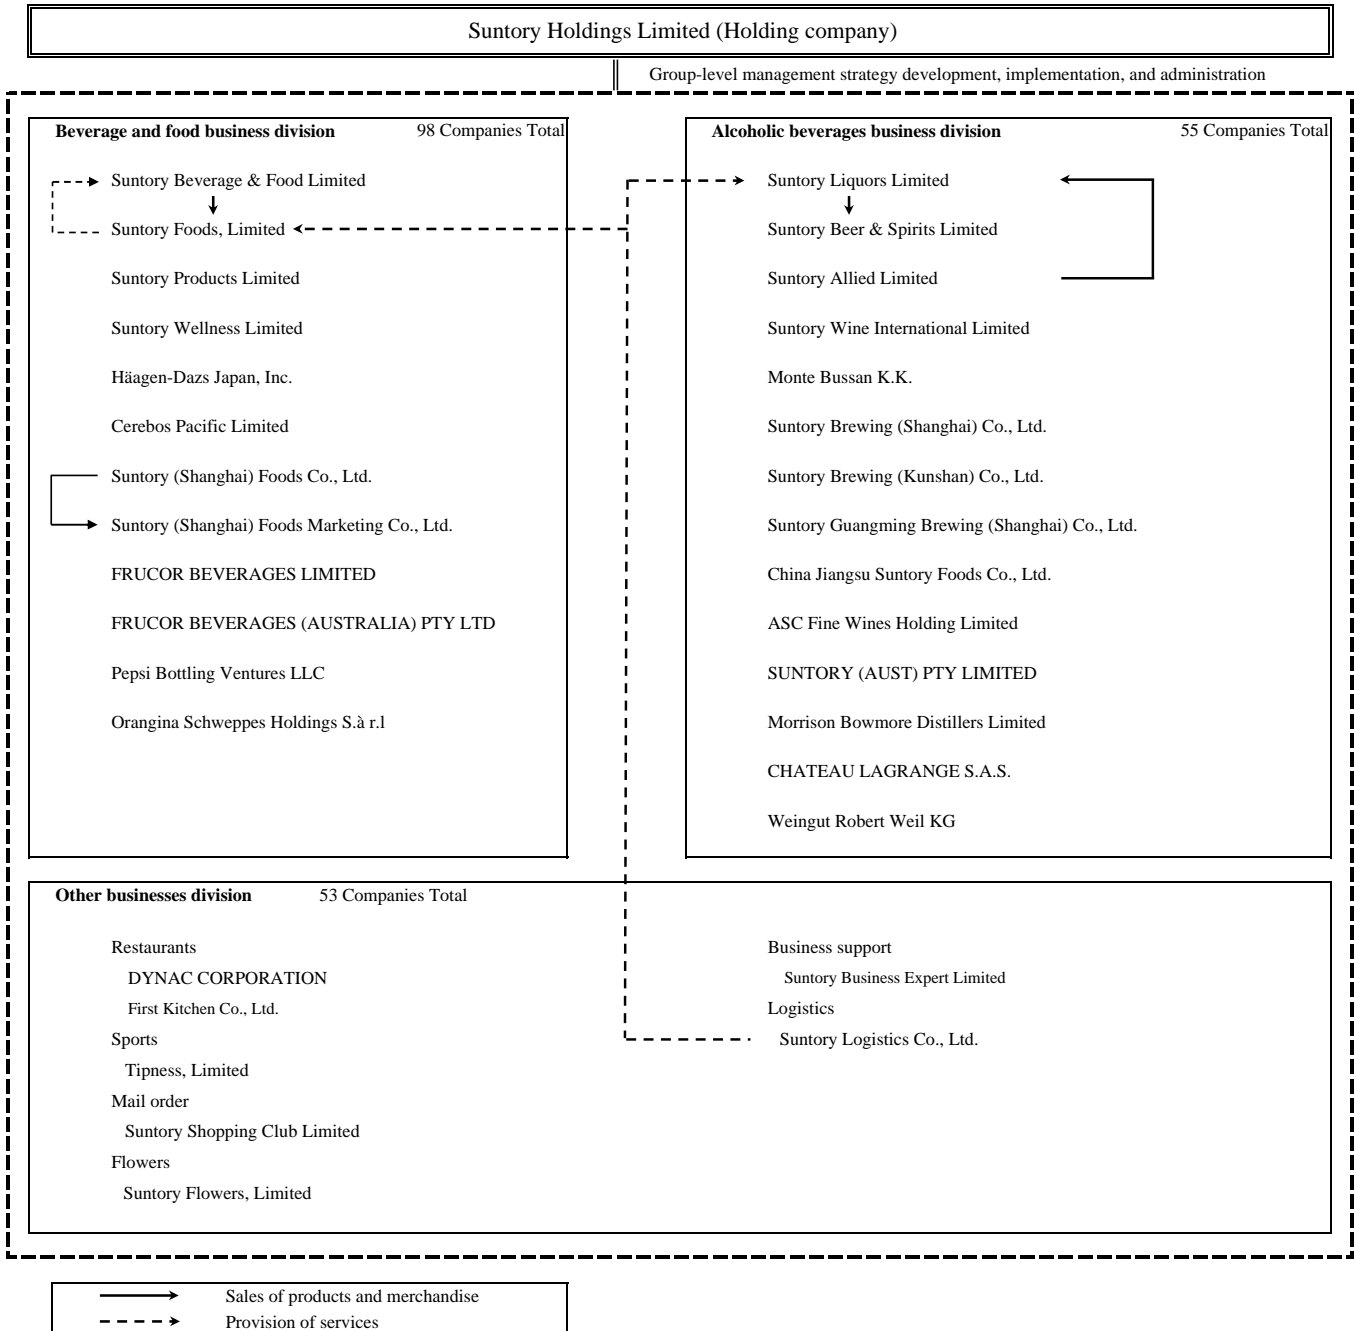 Suntory Holdings Limited (Holding company)
Group-level management strategy development, implementation, and administration
Beverage and food business division 98 Companies Total
Suntory Beverage & Food Limited
Suntory Foods, Limited
Suntory Products Limited
Suntory Wellness Limited
Häagen-Dazs Japan, Inc.
Cerebos Pacific Limited
Suntory (Shanghai) Foods Co., Ltd.
Suntory (Shanghai) Foods Marketing Co., Ltd.
FRUCOR BEVERAGES LIMITED
FRUCOR BEVERAGES (AUSTRALIA) PTY LTD
Pepsi Bottling Ventures LLC
Orangina Schweppes Holdings S.à r.l
Alcoholic beverages business division 55 Companies Total
Suntory Liquors Limited
Suntory Beer & Spirits Limited
Suntory Allied Limited
Suntory Wine International Limited
Monte Bussan K.K.
Suntory Brewing (Shanghai) Co., Ltd.
Suntory Brewing (Kunshan) Co., Ltd.
Suntory Guangming Brewing (Shanghai) Co., Ltd.
China Jiangsu Suntory Foods Co., Ltd.
ASC Fine Wines Holding Limited
SUNTORY (AUST) PTY LIMITED
Morrison Bowmore Distillers Limited
CHATEAU LAGRANGE S.A.S.
Weingut Robert Weil KG
Other businesses division 53 Companies Total
Restaurants
DYNAC CORPORATION
First Kitchen Co., Ltd.
Sports
Tipness, Limited
Mail order
Suntory Shopping Club Limited
Flowers
Suntory Flowers, Limited
Business support
Suntory Business Expert Limited
Logistics
Suntory Logistics Co., Ltd.
Sales of products and merchandise
Provision of services